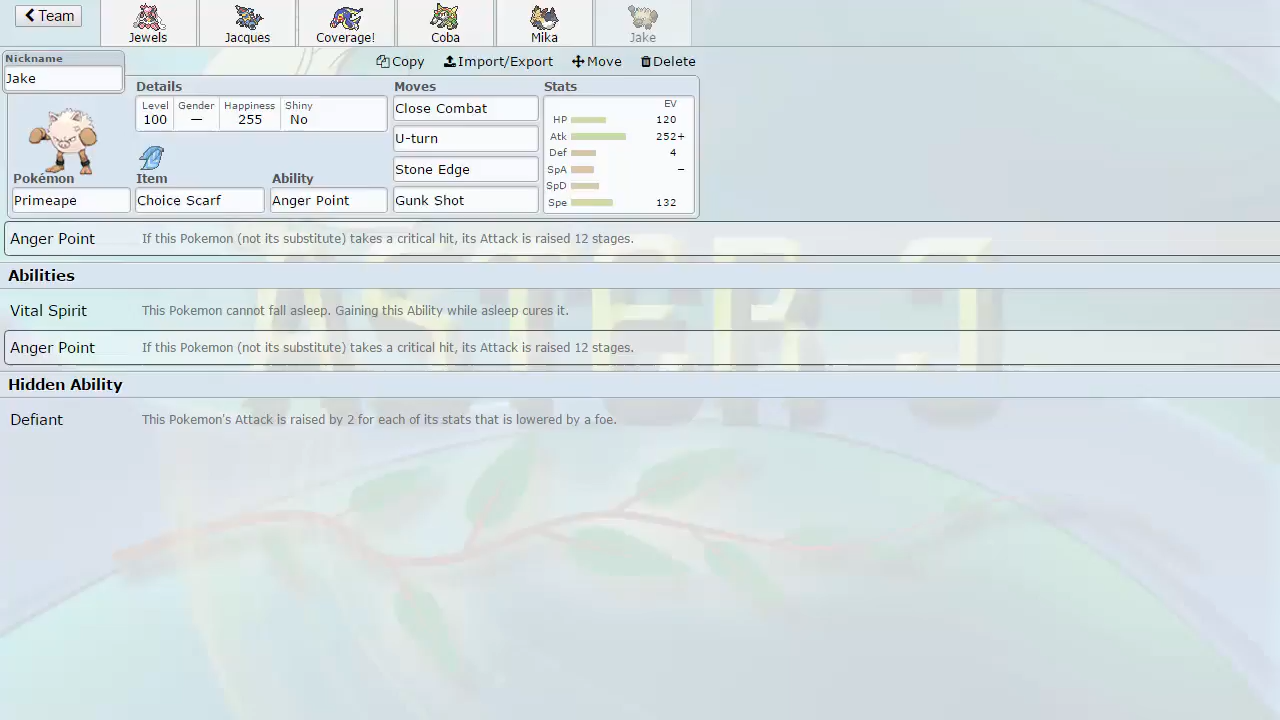 Team
Jewels
Jacques
Coverage!
Coba
Mika
Jake
Copy
Import/Export
Move
Delete
Nickname
Jake
Details
Level
Gender
Happiness
Shiny
100
—
255
No
Pokémon
Primeape
Item
Choice Scarf
Ability
Anger Point
Moves
Close Combat
U-turn
Stone Edge
Gunk Shot
Stats
EV
HP 120
Atk 252+
Def 4
SpA –
SpD
Spe 132
Anger Point If this Pokemon (not its substitute) takes a critical hit, its Attack is raised 12 stages.
Abilities
Vital Spirit This Pokemon cannot fall asleep. Gaining this Ability while asleep cures it.
Anger Point If this Pokemon (not its substitute) takes a critical hit, its Attack is raised 12 stages.
Hidden Ability
Defiant This Pokemon's Attack is raised by 2 for each of its stats that is lowered by a foe.